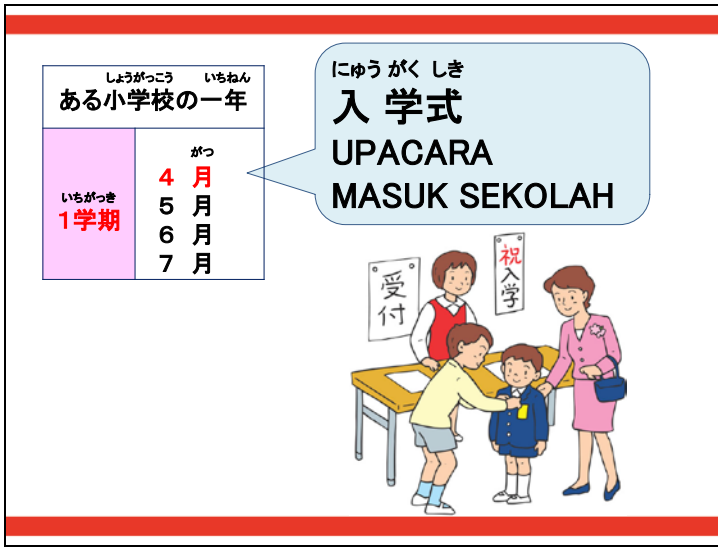 しょうがっこう いちねん
ある小学校の一年
いちがっき
1学期
がつ
４ 月
５ 月
６ 月
７ 月
にゅう がく しき
入 学式
UPACARA
MASUK SEKOLAH
受付
祝入学